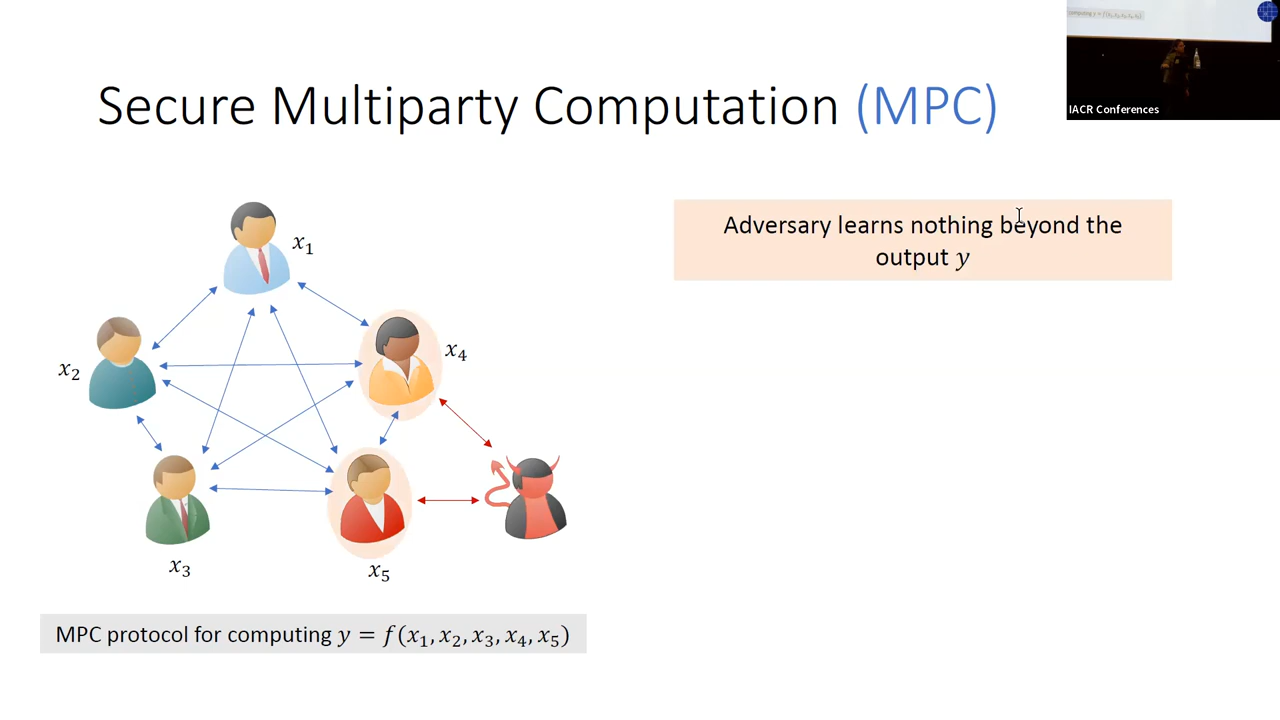 Secure Multiparty Computation (MPC)
IACR Conferences
Adversary learns nothing beyond the
output y
x₁
x₂
x₄
x₃
x₅
MPC protocol for computing y = f(x₁, x₂, x₃, x₄, x₅)